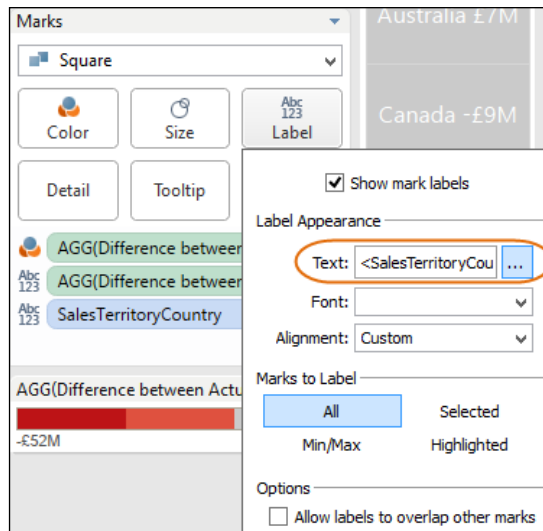 Marks
Australia £7M
Square
Canada -£9M
Color
Size
Abc
123
Label
Detail
Tooltip
Show mark labels
Label Appearance
Text: <SalesTerritoryCou ...
Font:
Alignment: Custom
AGG(Difference between
Abc
123
AGG(Difference between
Abc
123
SalesTerritoryCountry
Marks to Label
All
Selected
Min/Max
Highlighted
AGG(Difference between Actu
-£52M
Options
Allow labels to overlap other marks